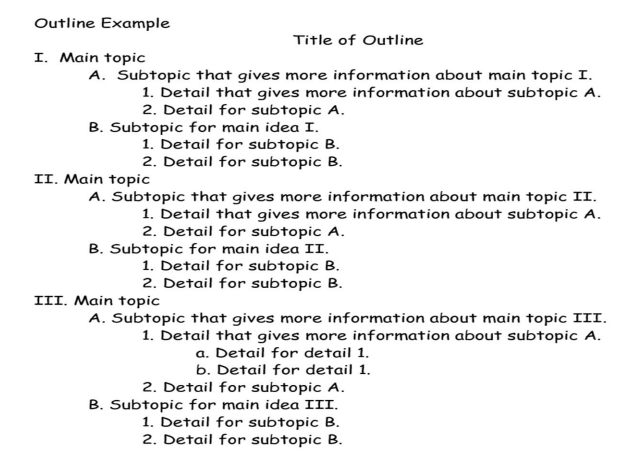 Outline Example
Title of Outline
I. Main topic
A. Subtopic that gives more information about main topic I.
1. Detail that gives more information about subtopic A.
2. Detail for subtopic A.
B. Subtopic for main idea I.
1. Detail for subtopic B.
2. Detail for subtopic B.
II. Main topic
A. Subtopic that gives more information about main topic II.
1. Detail that gives more information about subtopic A.
2. Detail for subtopic A.
B. Subtopic for main idea II.
1. Detail for subtopic B.
2. Detail for subtopic B.
III. Main topic
A. Subtopic that gives more information about main topic III.
1. Detail that gives more information about subtopic A.
a. Detail for detail 1.
b. Detail for detail 1.
2. Detail for subtopic A.
B. Subtopic for main idea III.
1. Detail for subtopic B.
2. Detail for subtopic B.